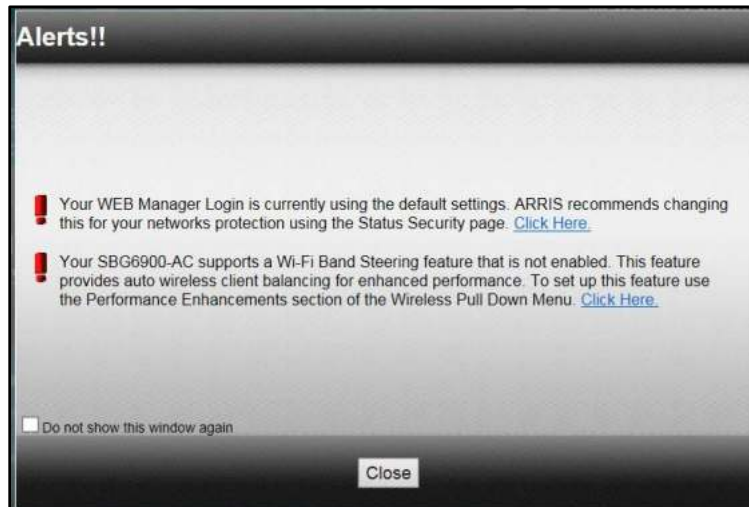 Alerts!!
Your WEB Manager Login is currently using the default settings. ARRIS recommends changing
this for your networks protection using the Status Security page. Click Here.
Your SBG6900-AC supports a Wi-Fi Band Steering feature that is not enabled. This feature
provides auto wireless client balancing for enhanced performance. To set up this feature use
the Performance Enhancements section of the Wireless Pull Down Menu. Click Here.
Do not show this window again
Close